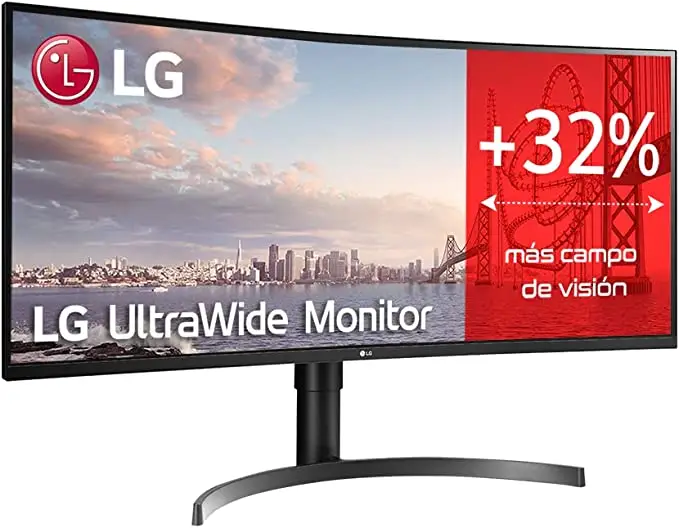 LG
+32%
más campo
de visión
LG UltraWide Monitor
LG